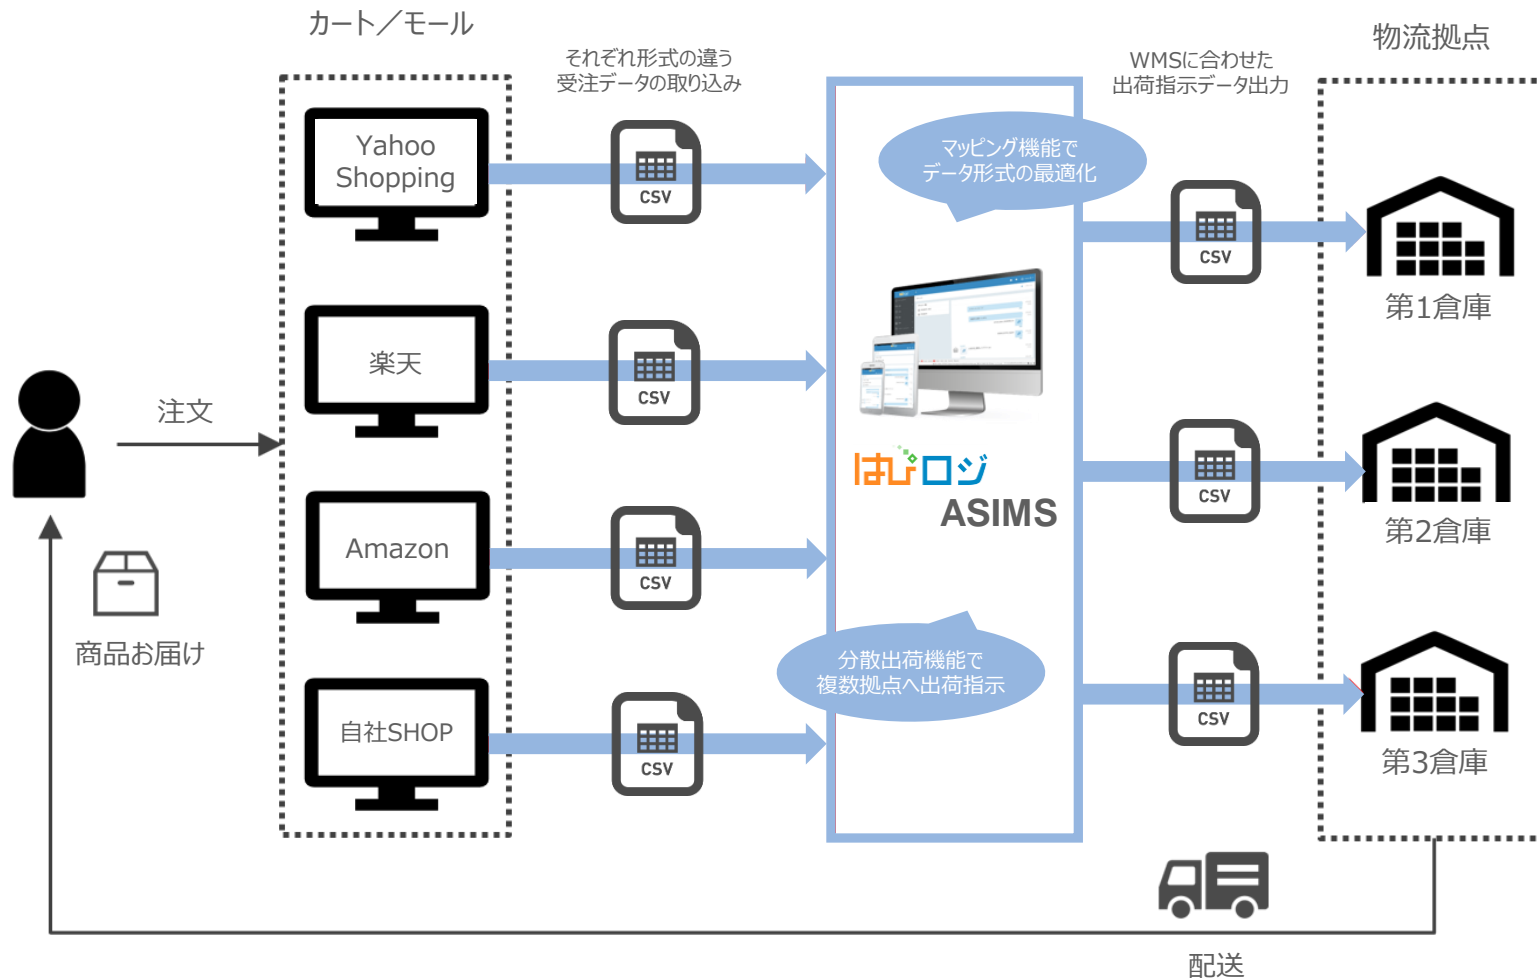 カート／モール
それぞれ形式の違う
受注データの取り込み
WMSに合わせた
出荷指示データ出力
物流拠点
Yahoo
Shopping
CSV
マッピング機能で
データ形式の最適化
CSV
第1倉庫
楽天
CSV
注文
はぴロジ
ASIMS
CSV
第2倉庫
Amazon
CSV
商品お届け
分散出荷機能で
複数拠点へ出荷指示
CSV
第3倉庫
自社SHOP
CSV
配送